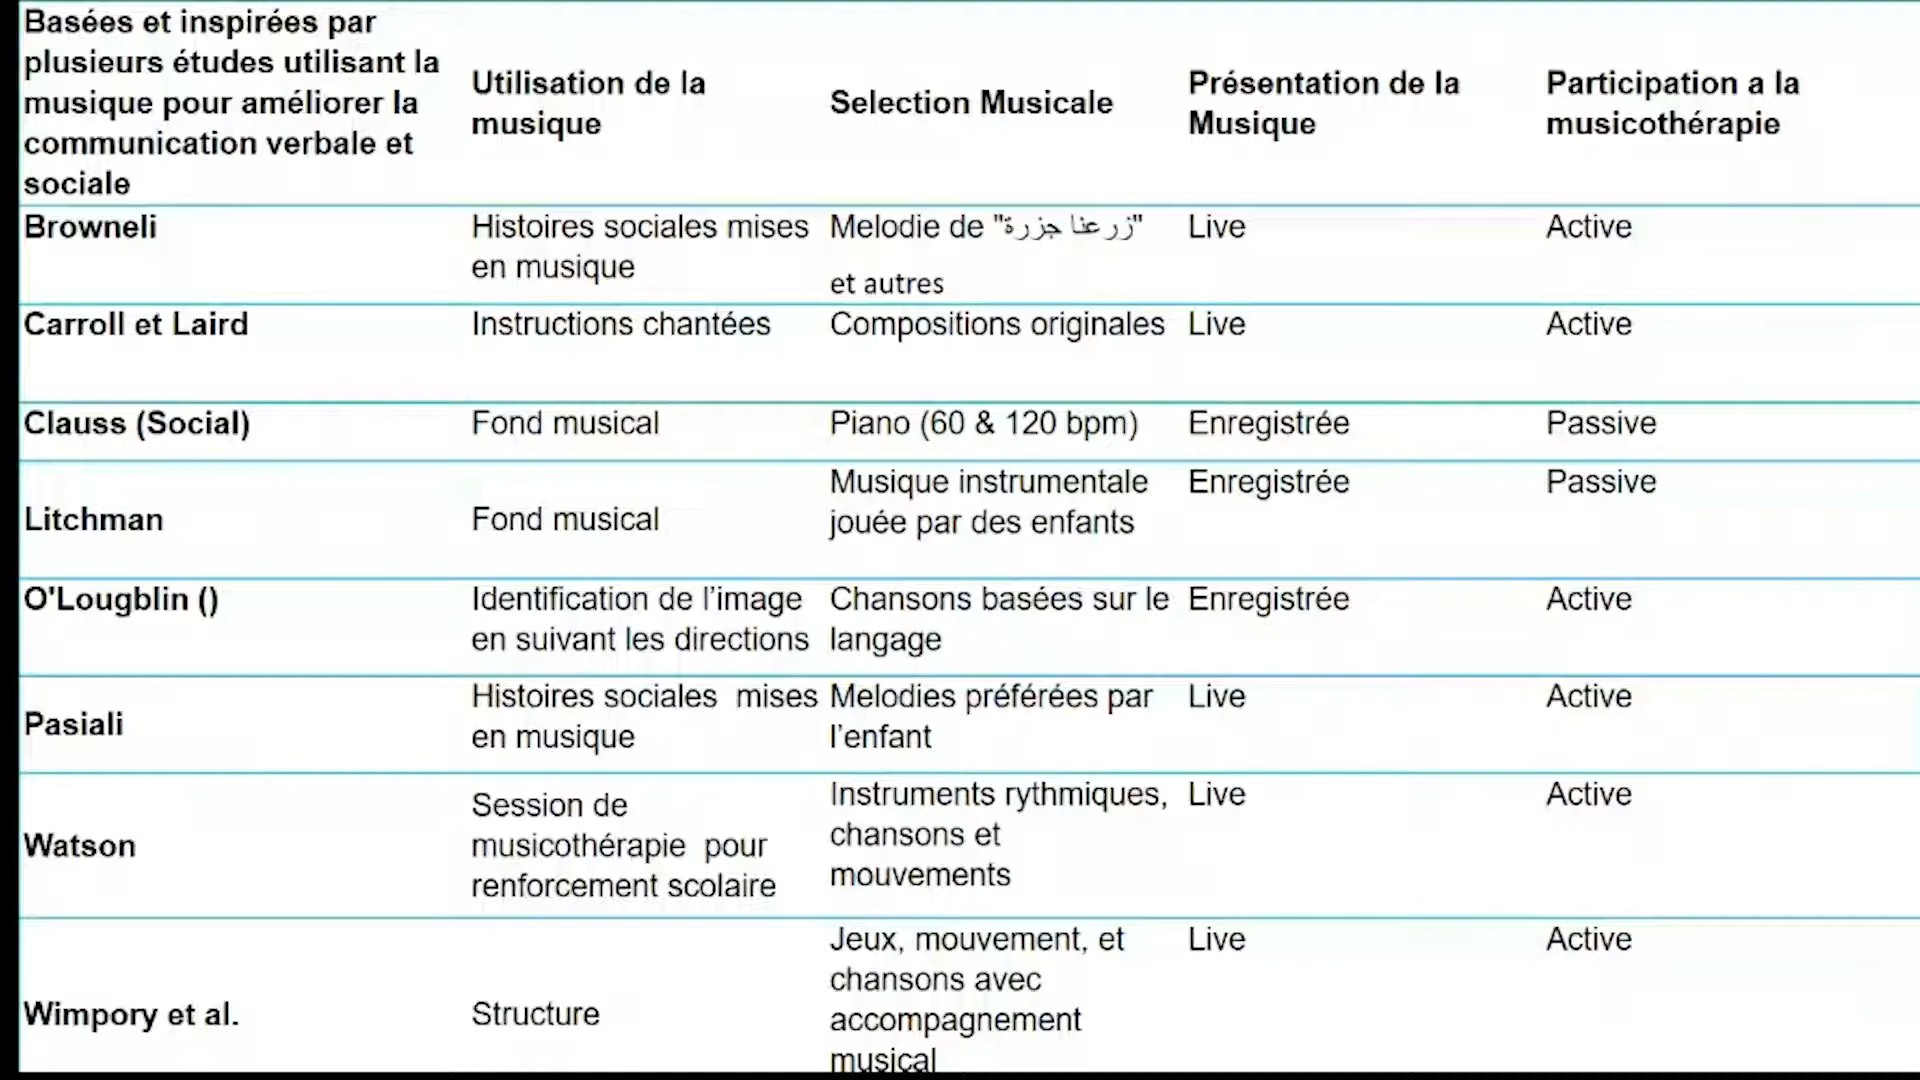 Basées et inspirées par
plusieurs études utilisant la
musique pour améliorer la
communication verbale et
sociale
Utilisation de la
musique
Selection Musicale
Présentation de la
Musique
Participation a la
musicothérapie
Browneli
Histoires sociales mises
en musique
Melodie de "زرعنا جزرة"
et autres
Live
Active
Carroll et Laird
Instructions chantées
Compositions originales
Live
Active
Clauss (Social)
Fond musical
Piano (60 & 120 bpm)
Enregistrée
Passive
Litchman
Fond musical
Musique instrumentale
jouée par des enfants
Enregistrée
Passive
O'Lougblin ()
Identification de l'image
en suivant les directions
Chansons basées sur le
langage
Enregistrée
Active
Pasiali
Histoires sociales  mises
en musique
Melodies préférées par
l'enfant
Live
Active
Watson
Session de
musicothérapie  pour
renforcement scolaire
Instruments rythmiques,
chansons et
mouvements
Live
Active
Wimpory et al.
Structure
Jeux, mouvement, et
chansons avec
accompagnement
musical
Live
Active